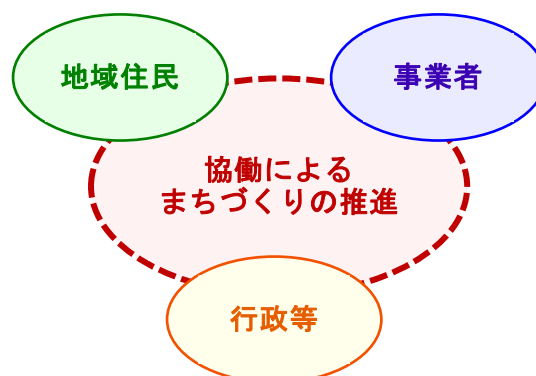 地域住民
事業者
協働による
まちづくりの推進
行政等